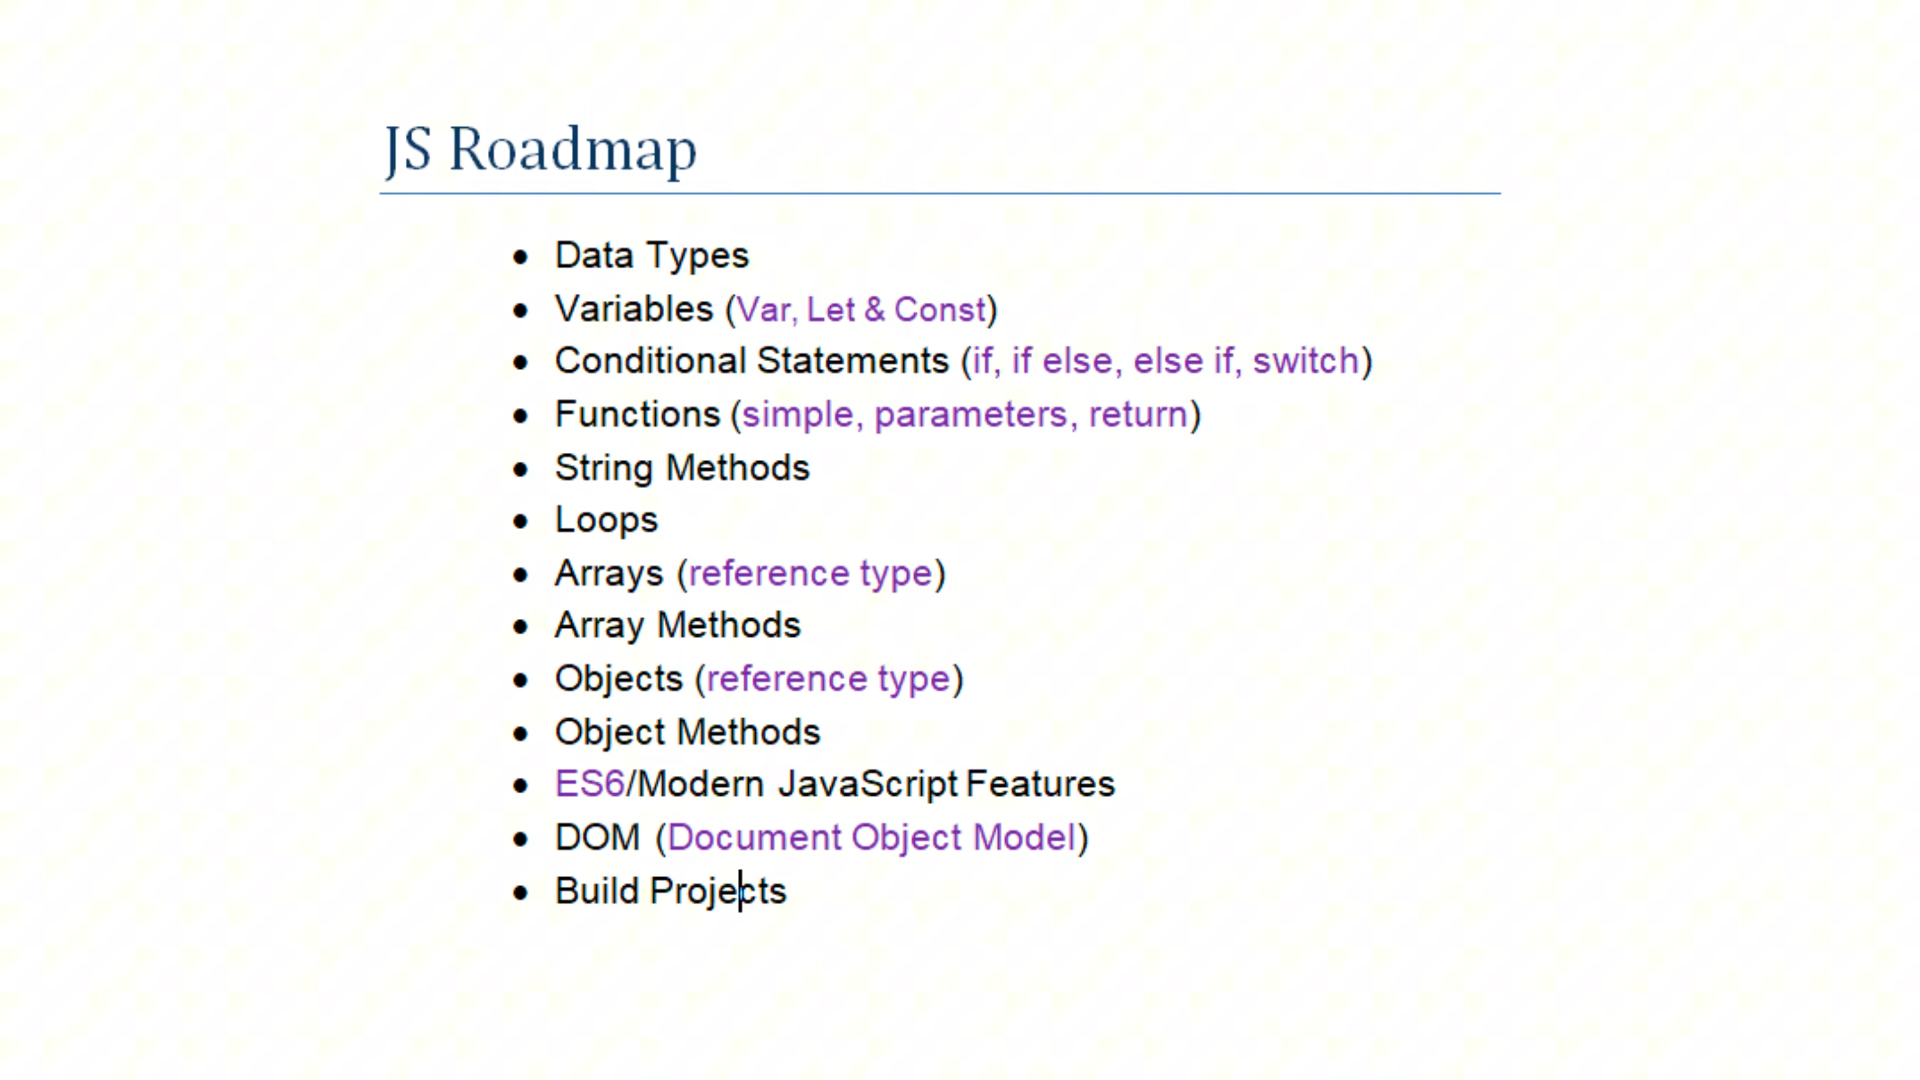 JS Roadmap
• Data Types
• Variables (Var, Let & Const)
• Conditional Statements (if, if else, else if, switch)
• Functions (simple, parameters, return)
• String Methods
• Loops
• Arrays (reference type)
• Array Methods
• Objects (reference type)
• Object Methods
• ES6/Modern JavaScript Features
• DOM (Document Object Model)
• Build Projects